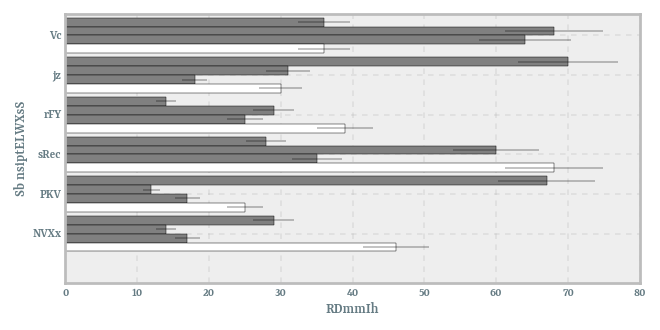 Vc
jz
rFY
sRec
PKV
NVXx
Sb nsiptELWXsS
0 10 20 30 40 50 60 70 80
RDmmIh